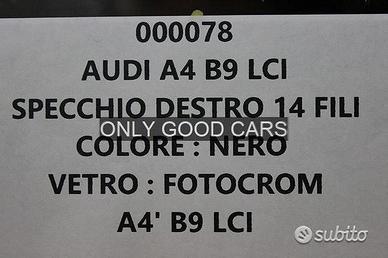 000078
AUDI A4 B9 LCI
SPECCHIO DESTRO 14 FILI
ONLY GOOD CARS
COLORE : NERO
VETRO : FOTOCROM
A4' B9 LCI
subito